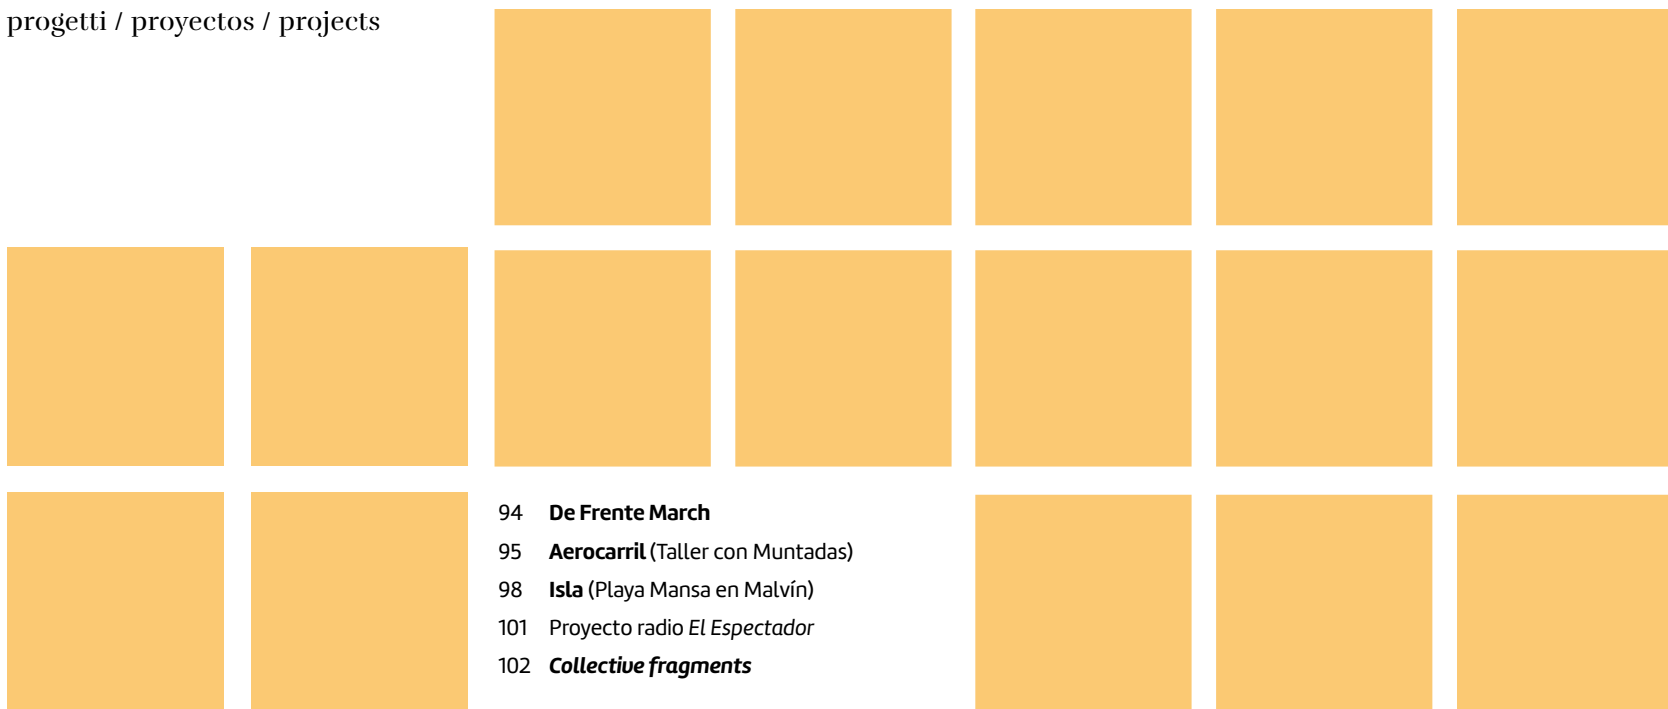 progetti / proyectos / projects
94 De Frente March
95 Aerocarril (Taller con Muntadas)
98 Isla (Playa Mansa en Malvín)
101 Proyecto radio El Espectador
102 Collective fragments